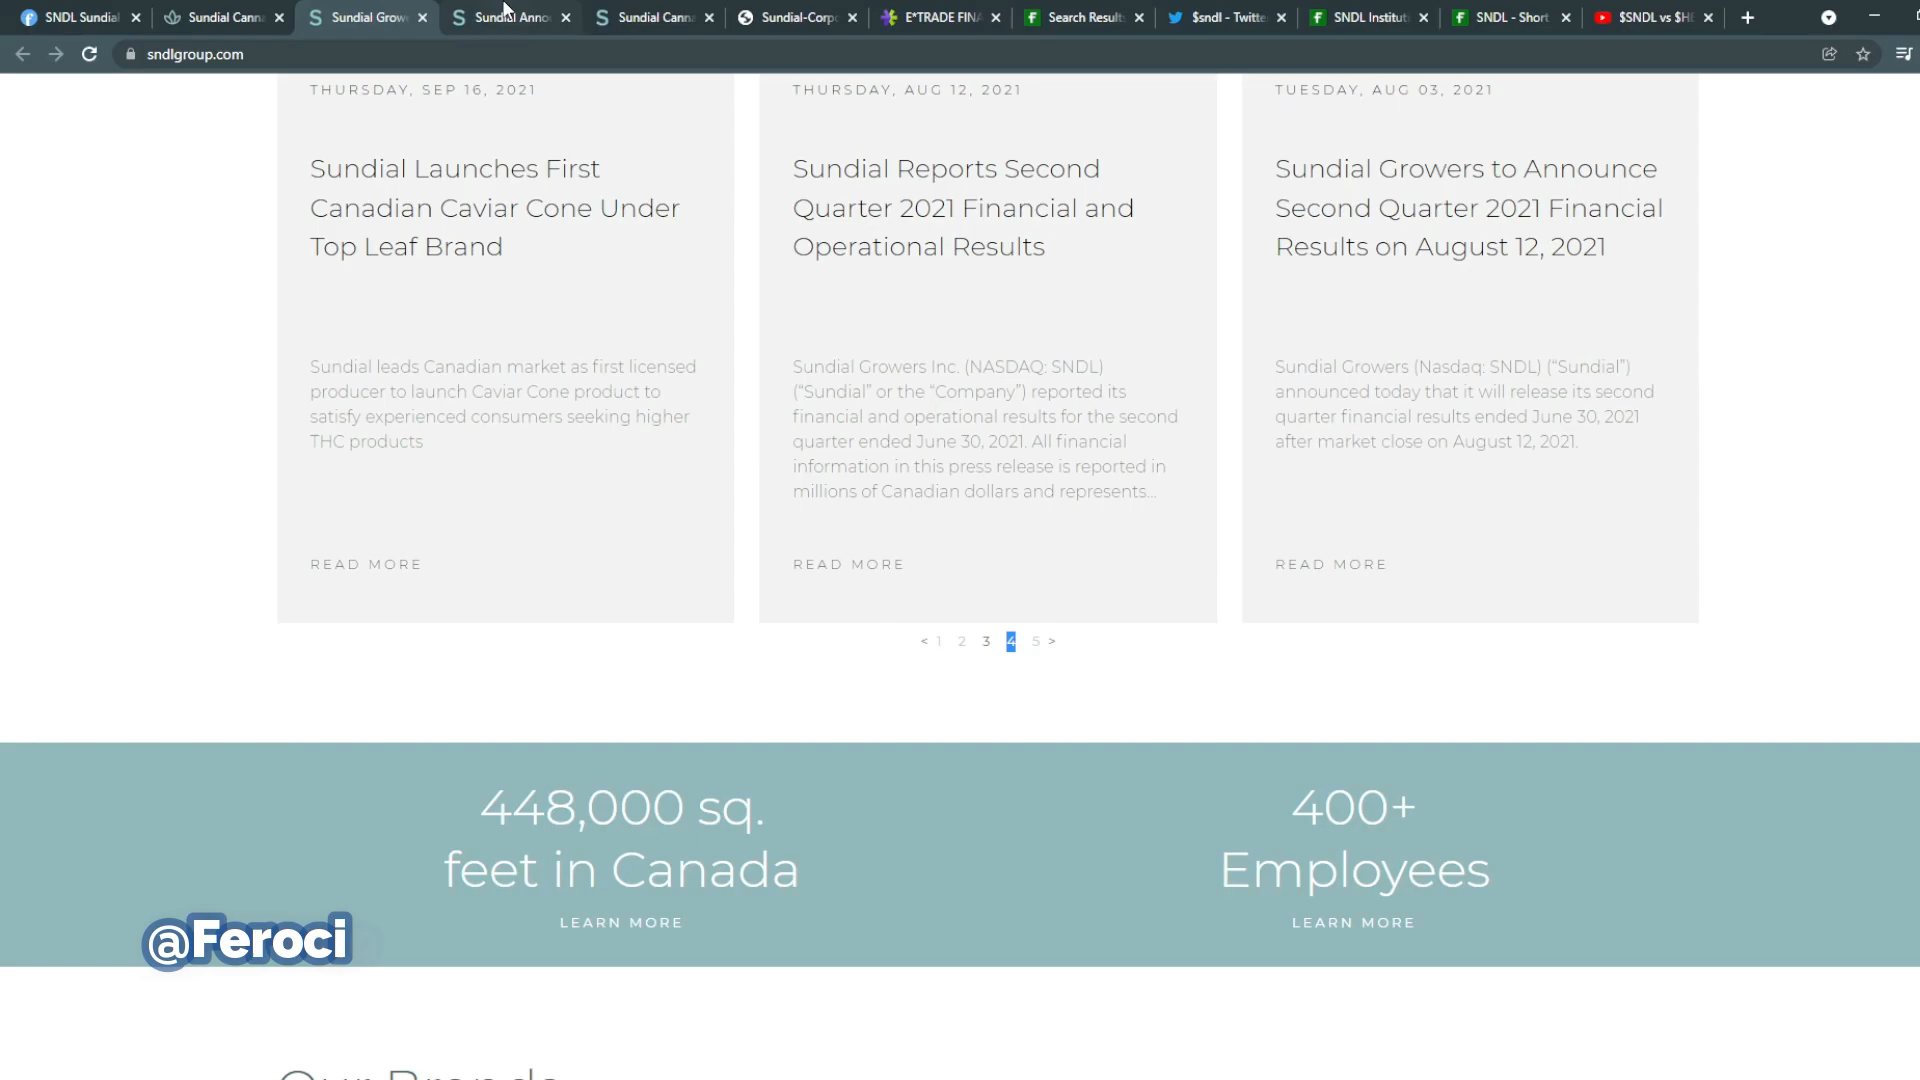 SNDL Sundial
Sundial Canna
Sundial Growe
Sundial Anno
Sundial Canna
Sundial-Corpo
E*TRADE FINA
Search Results
$sndl - Twitte
SNDL Instituti
SNDL - Short
$SNDL vs $H
sndlgroup.com
THURSDAY, SEP 16, 2021
Sundial Launches First
Canadian Caviar Cone Under
Top Leaf Brand
Sundial leads Canadian market as first licensed
producer to launch Caviar Cone product to
satisfy experienced consumers seeking higher
THC products
READ MORE
THURSDAY, AUG 12, 2021
Sundial Reports Second
Quarter 2021 Financial and
Operational Results
Sundial Growers Inc. (NASDAQ: SNDL)
(“Sundial” or the “Company”) reported its
financial and operational results for the second
quarter ended June 30, 2021. All financial
information in this press release is reported in
millions of Canadian dollars and represents...
READ MORE
TUESDAY, AUG 03, 2021
Sundial Growers to Announce
Second Quarter 2021 Financial
Results on August 12, 2021
Sundial Growers (Nasdaq: SNDL) (“Sundial”)
announced today that it will release its second
quarter financial results ended June 30, 2021
after market close on August 12, 2021.
READ MORE
< 1 2 3 4 5 >
448,000 sq.
feet in Canada
LEARN MORE
400+
Employees
LEARN MORE
@Feroci
Our Brands